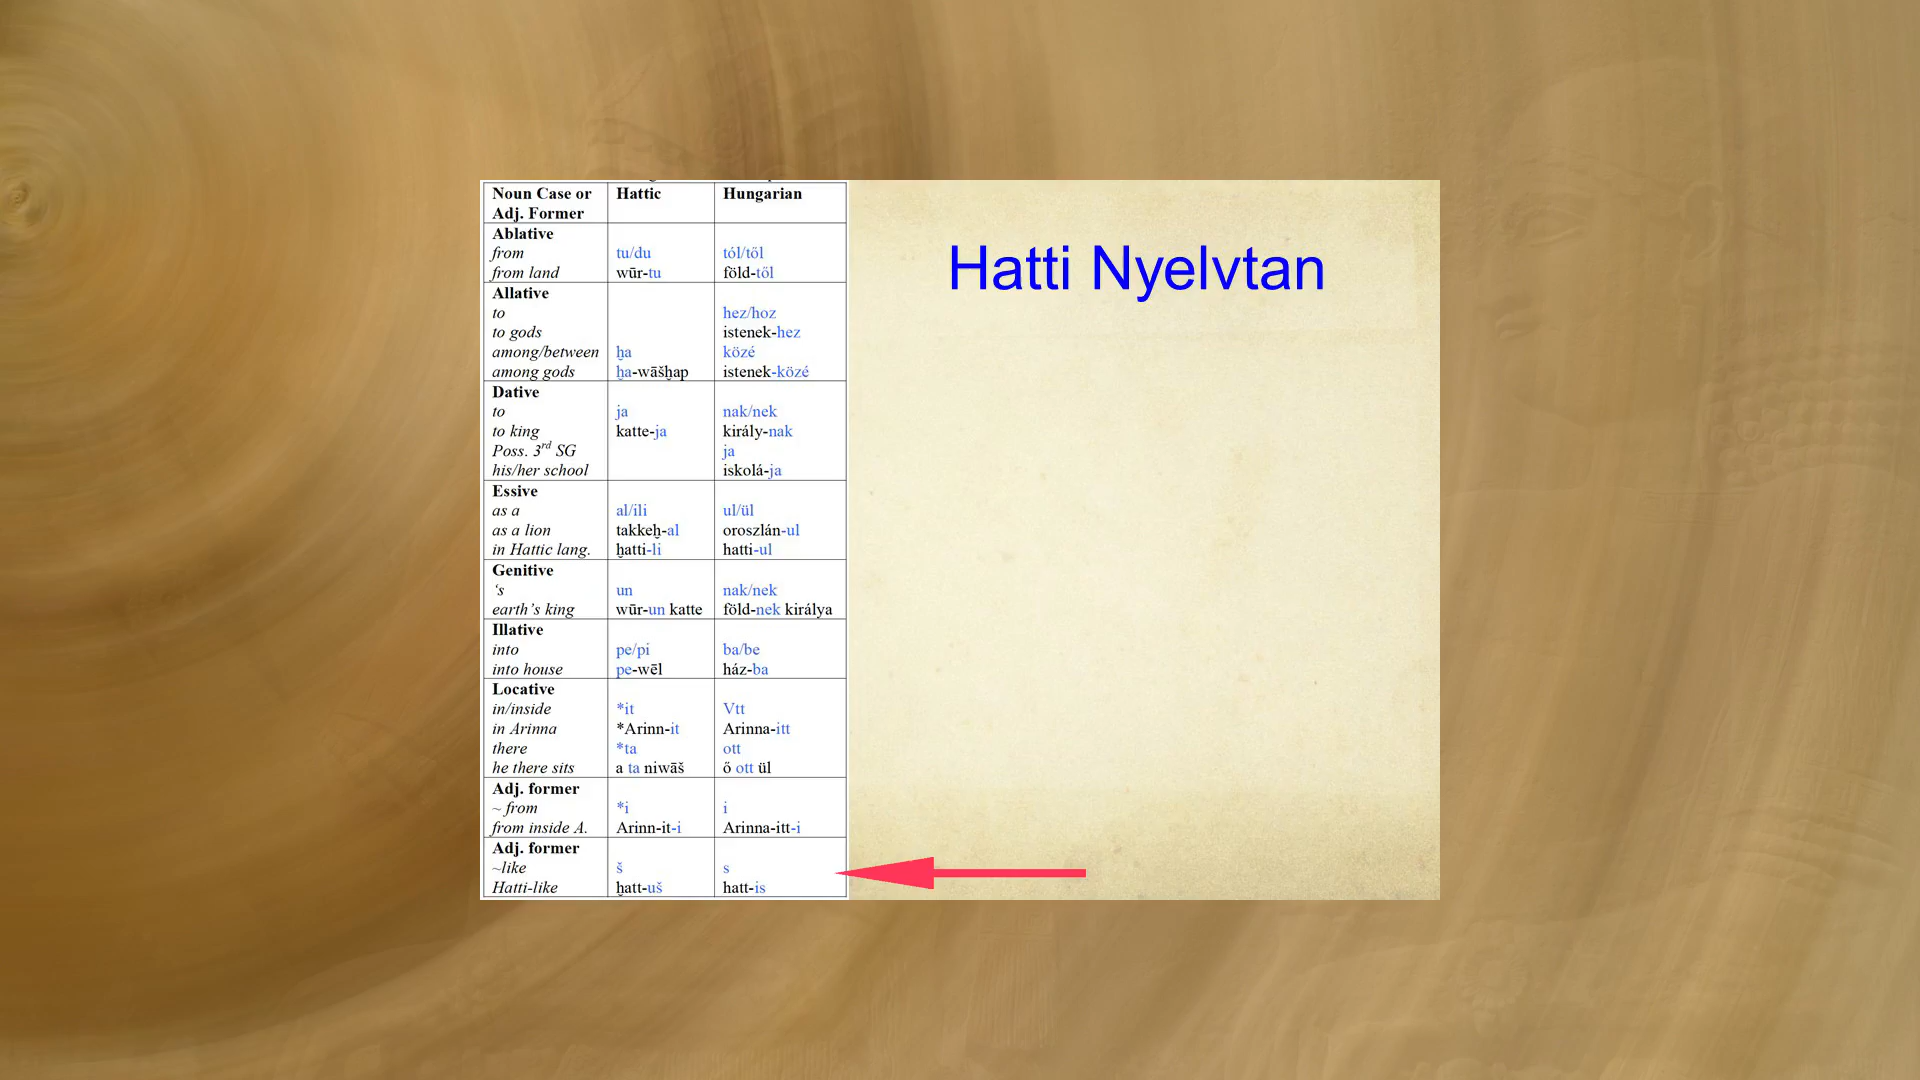 Noun Case or Hattic Hungarian
Adj. Former
Ablative
from tu/du tól/től
from land wūr-tu föld-től
Allative
to hez/hoz
to gods istenek-hez
among/between ḫa közé
among gods ḫa-wāšḫap istenek-közé
Dative
to ja nak/nek
to king katte-ja király-nak
Poss. 3rd SG ja
his/her school iskolá-ja
Essive
as a al/ili ul/ül
as a lion takkeḫ-al oroszlán-ul
in Hattic lang. ḫatti-li hatti-ul
Genitive
‘s un nak/nek
earth’s king wūr-un katte föld-nek királya
Illative
into pe/pi ba/be
into house pe-wēl ház-ba
Locative
in/inside *it Vtt
in Arinna *Arinn-it Arinna-itt
there *ta ott
he there sits a ta niwāš ő ott ül
Adj. former
~ from *i i
from inside A. Arinn-it-i Arinna-itt-i
Adj. former
~like š s
Hatti-like ḫatt-uš hatt-is
Hatti Nyelvtan